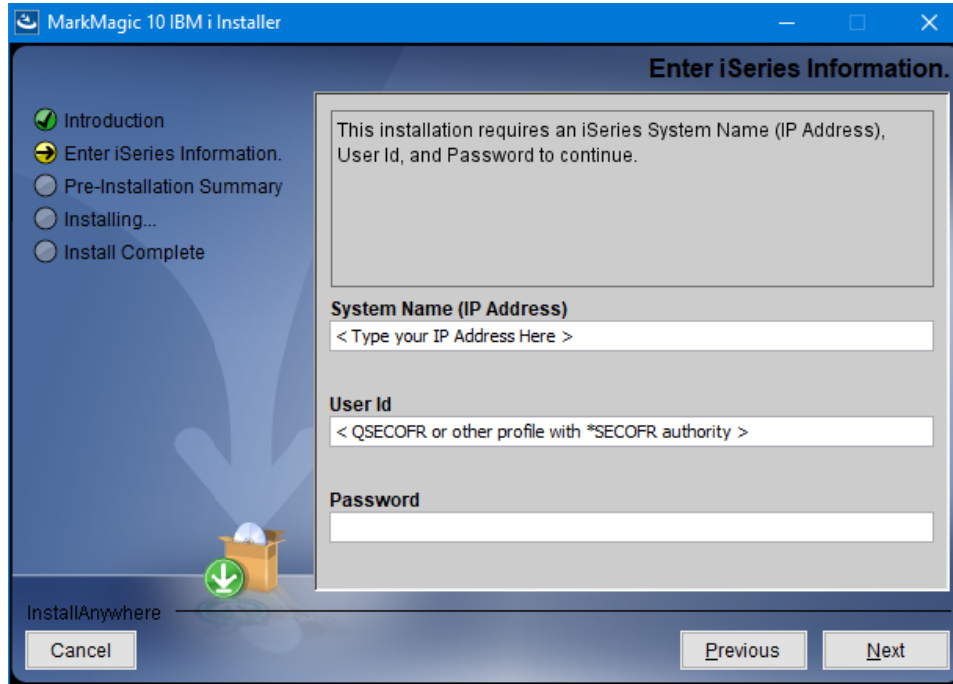 MarkMagic 10 IBM i Installer
Enter iSeries Information.
Introduction
Enter iSeries Information.
Pre-Installation Summary
Installing...
Install Complete
This installation requires an iSeries System Name (IP Address),
User Id, and Password to continue.
System Name (IP Address)
< Type your IP Address Here >
User Id
< QSECOFR or other profile with *SECOFR authority >
Password
InstallAnywhere
Cancel
Previous
Next